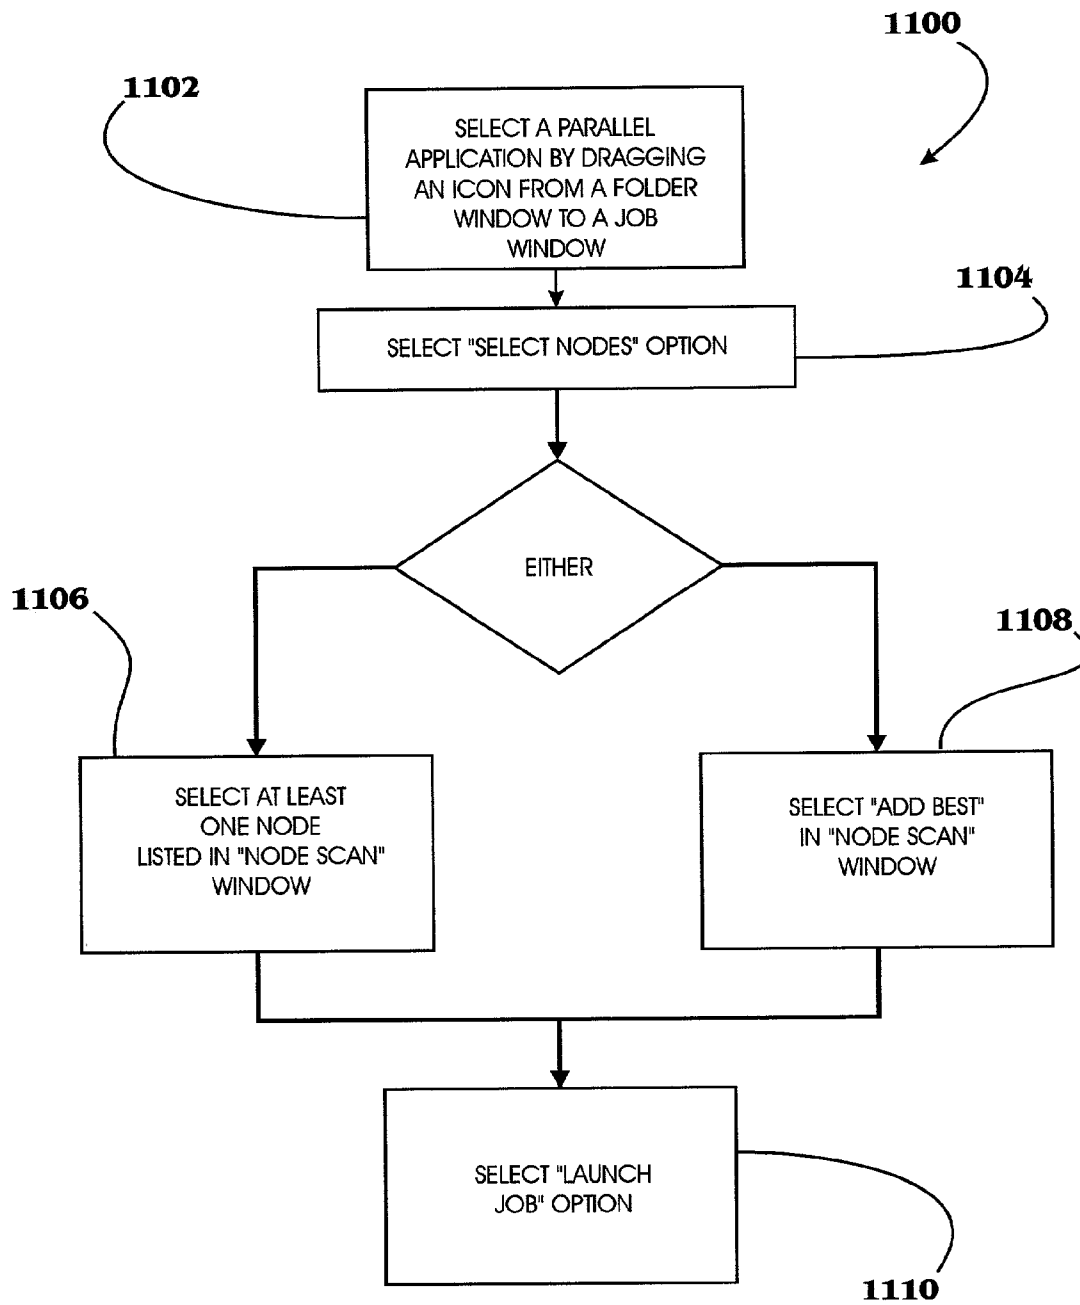 1100
1102
SELECT A PARALLEL
APPLICATION BY DRAGGING
AN ICON FROM A FOLDER
WINDOW TO A JOB
WINDOW
1104
SELECT "SELECT NODES" OPTION
EITHER
1106
1108
SELECT AT LEAST
ONE NODE
LISTED IN "NODE SCAN"
WINDOW
SELECT "ADD BEST"
IN "NODE SCAN"
WINDOW
SELECT "LAUNCH
JOB" OPTION
1110